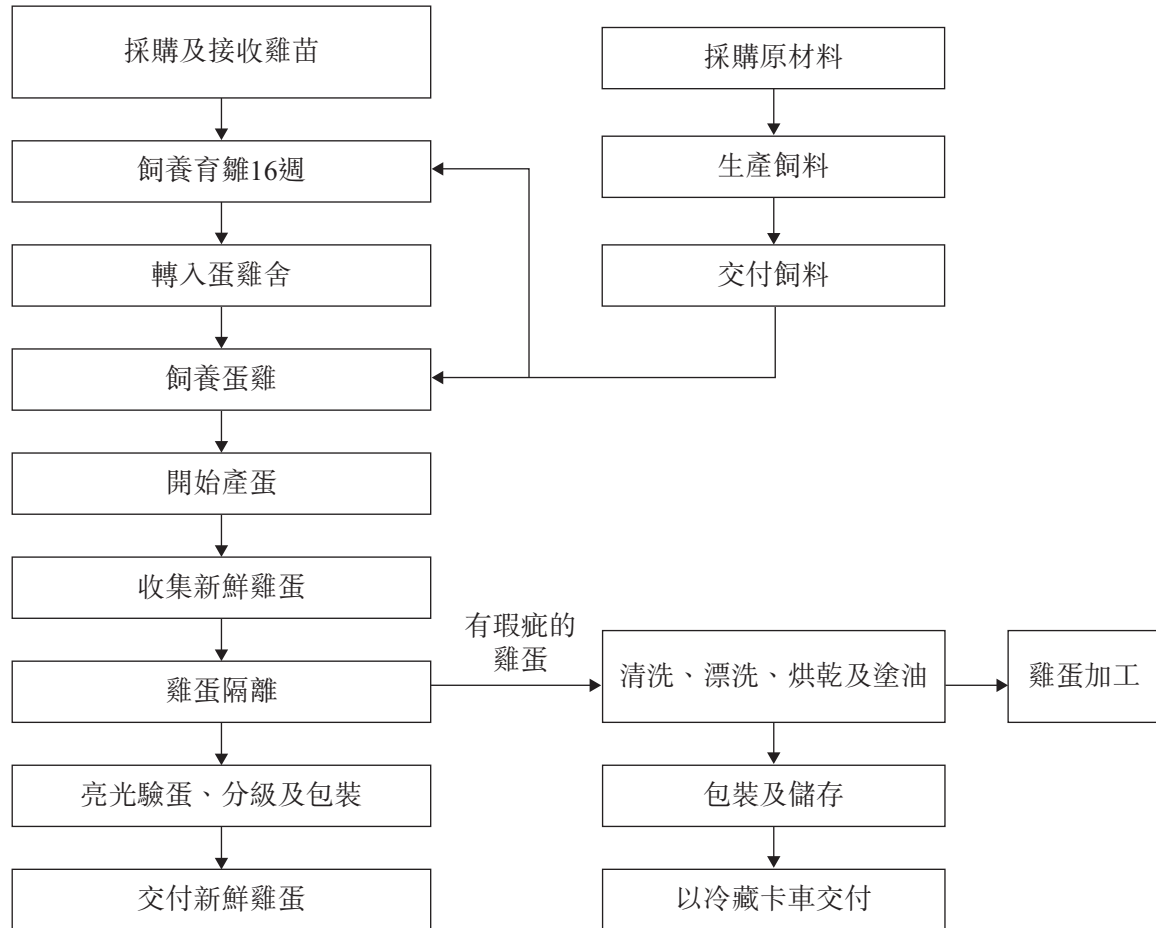 採購及接收雞苗
飼養育雛16週
轉入蛋雞舍
飼養蛋雞
開始產蛋
收集新鮮雞蛋
雞蛋隔離
亮光驗蛋、分級及包裝
交付新鮮雞蛋
採購原材料
生產飼料
交付飼料
有瑕疵的
雞蛋
清洗、漂洗、烘乾及塗油
包裝及儲存
以冷藏卡車交付
雞蛋加工